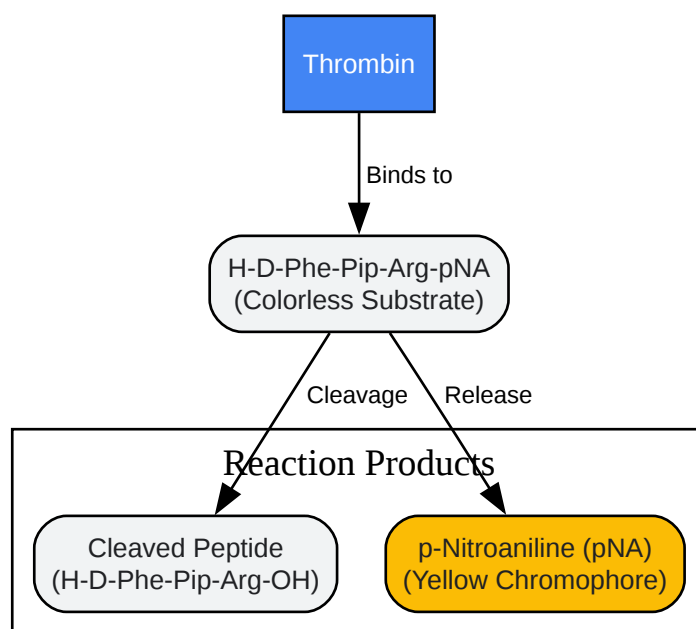 Thrombin
Binds to
H-D-Phe-Pip-Arg-pNA
(Colorless Substrate)
Cleavage
Release
Reaction Products
Cleaved Peptide
(H-D-Phe-Pip-Arg-OH)
p-Nitroaniline (pNA)
(Yellow Chromophore)